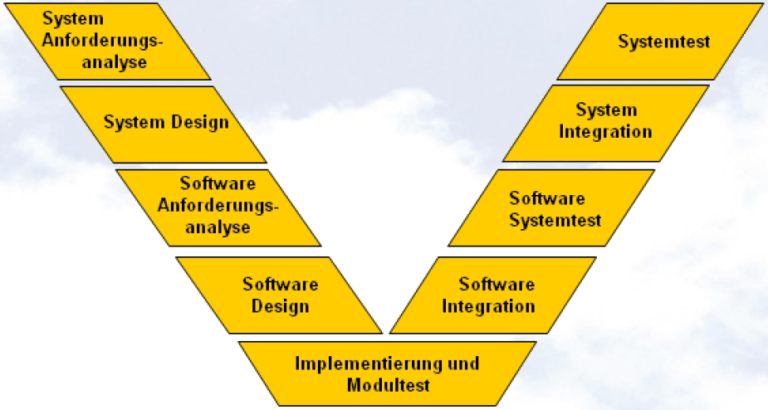 System
Anforderungs-
analyse
System Design
Software
Anforderungs-
analyse
Software
Design
Implementierung und
Modultest
Software
Integration
Software
Systemtest
System
Integration
Systemtest